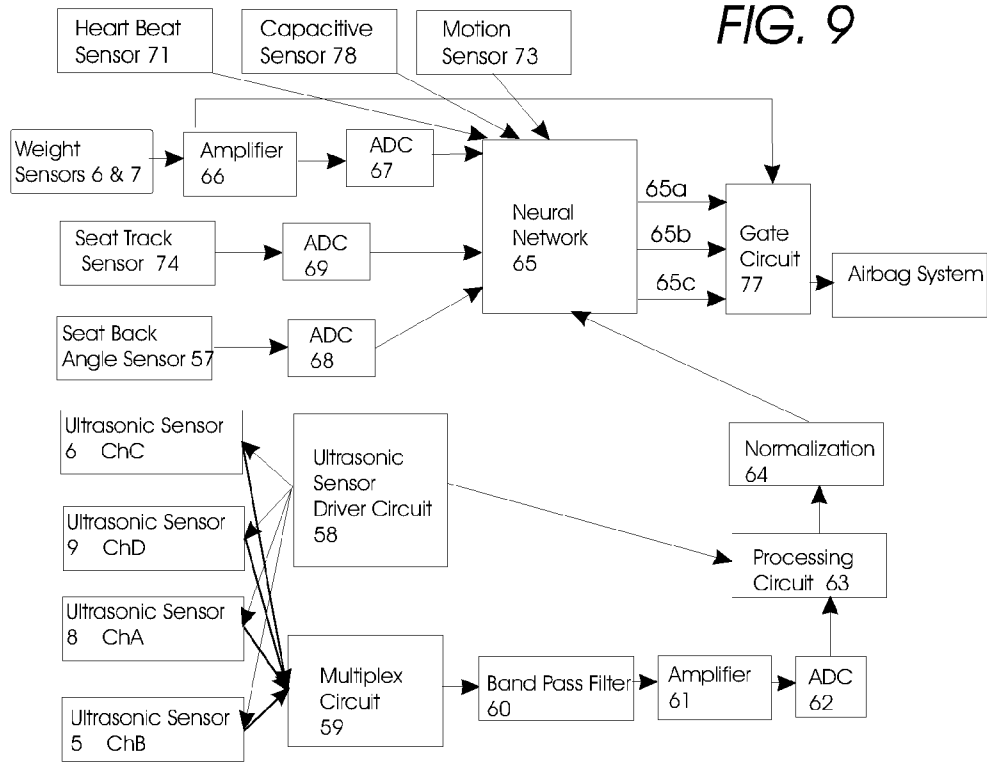 FIG. 9
Heart Beat
Sensor 71
Capacitive
Sensor 78
Motion
Sensor 73
Weight
Sensors 6 & 7
Amplifier
66
ADC
67
Neural
Network
65
65a
65b
65c
Gate
Circuit
77
Airbag System
Seat Track
Sensor 74
ADC
69
Seat Back
Angle Sensor 57
ADC
68
Ultrasonic Sensor
6 ChC
Ultrasonic Sensor
9 ChD
Ultrasonic Sensor
8 ChA
Ultrasonic Sensor
5 ChB
Ultrasonic
Sensor
Driver Circuit
58
Normalization
64
Processing
Circuit 63
Multiplex
Circuit
59
Band Pass Filter
60
Amplifier
61
ADC
62